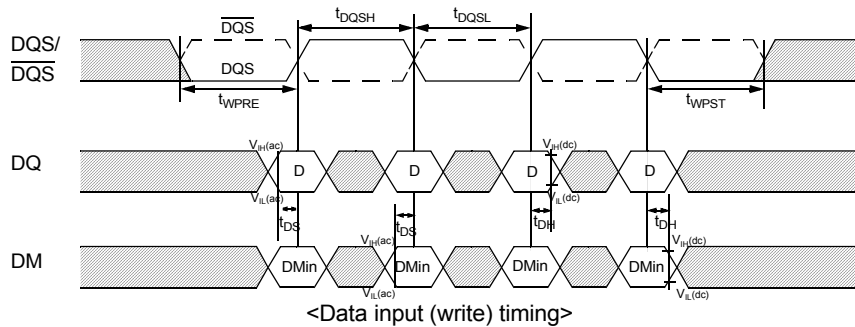 tDQSH tDQSL
DQS
DQS/
DQS
DQS
tWPRE tWPST
VIH(ac) VIH(dc)
DQ D D D D
VIL(ac) VIL(dc)
tDS tDS tDH tDH
VIH(ac) VIH(dc)
DM DMin DMin DMin DMin
VIL(ac) VIL(dc)
<Data input (write) timing>